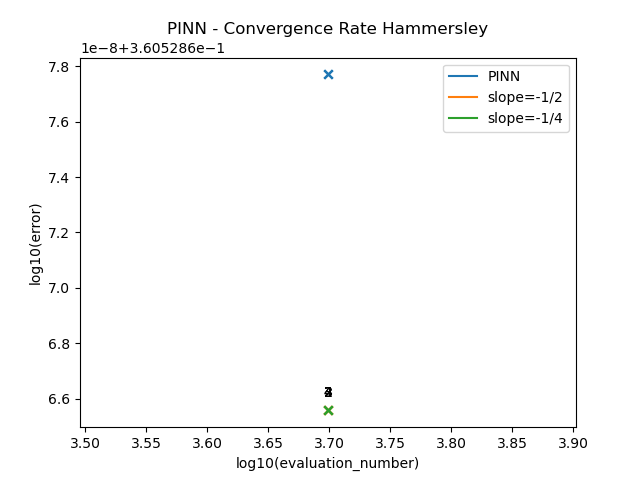 PINN - Convergence Rate Hammersley
1e-8+3.605286e-1
7.8
7.6
7.4
7.2
7.0
6.8
6.6
log10(error)
PINN
slope=-1/2
slope=-1/4
3.50 3.55 3.60 3.65 3.70 3.75 3.80 3.85 3.90
log10(evaluation_number)